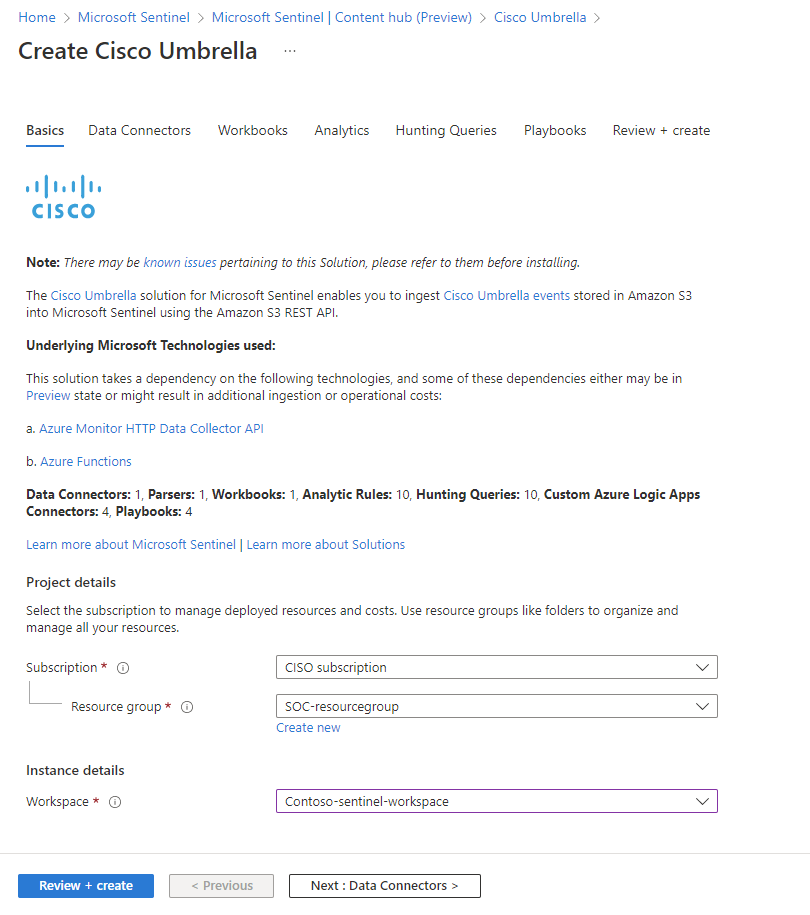 Home > Microsoft Sentinel > Microsoft Sentinel | Content hub (Preview) > Cisco Umbrella >
Create Cisco Umbrella ...
Basics Data Connectors Workbooks Analytics Hunting Queries Playbooks Review + create
CISCO
Note: There may be known issues pertaining to this Solution, please refer to them before installing.
The Cisco Umbrella solution for Microsoft Sentinel enables you to ingest Cisco Umbrella events stored in Amazon S3
into Microsoft Sentinel using the Amazon S3 REST API.
Underlying Microsoft Technologies used:
This solution takes a dependency on the following technologies, and some of these dependencies either may be in
Preview state or might result in additional ingestion or operational costs:
a. Azure Monitor HTTP Data Collector API
b. Azure Functions
Data Connectors: 1, Parsers: 1, Workbooks: 1, Analytic Rules: 10, Hunting Queries: 10, Custom Azure Logic Apps
Connectors: 4, Playbooks: 4
Learn more about Microsoft Sentinel | Learn more about Solutions
Project details
Select the subscription to manage deployed resources and costs. Use resource groups like folders to organize and
manage all your resources.
Subscription * CISO subscription
Resource group * SOC-resourcegroup
Create new
Instance details
Workspace * Contoso-sentinel-workspace
Review + create < Previous Next : Data Connectors >